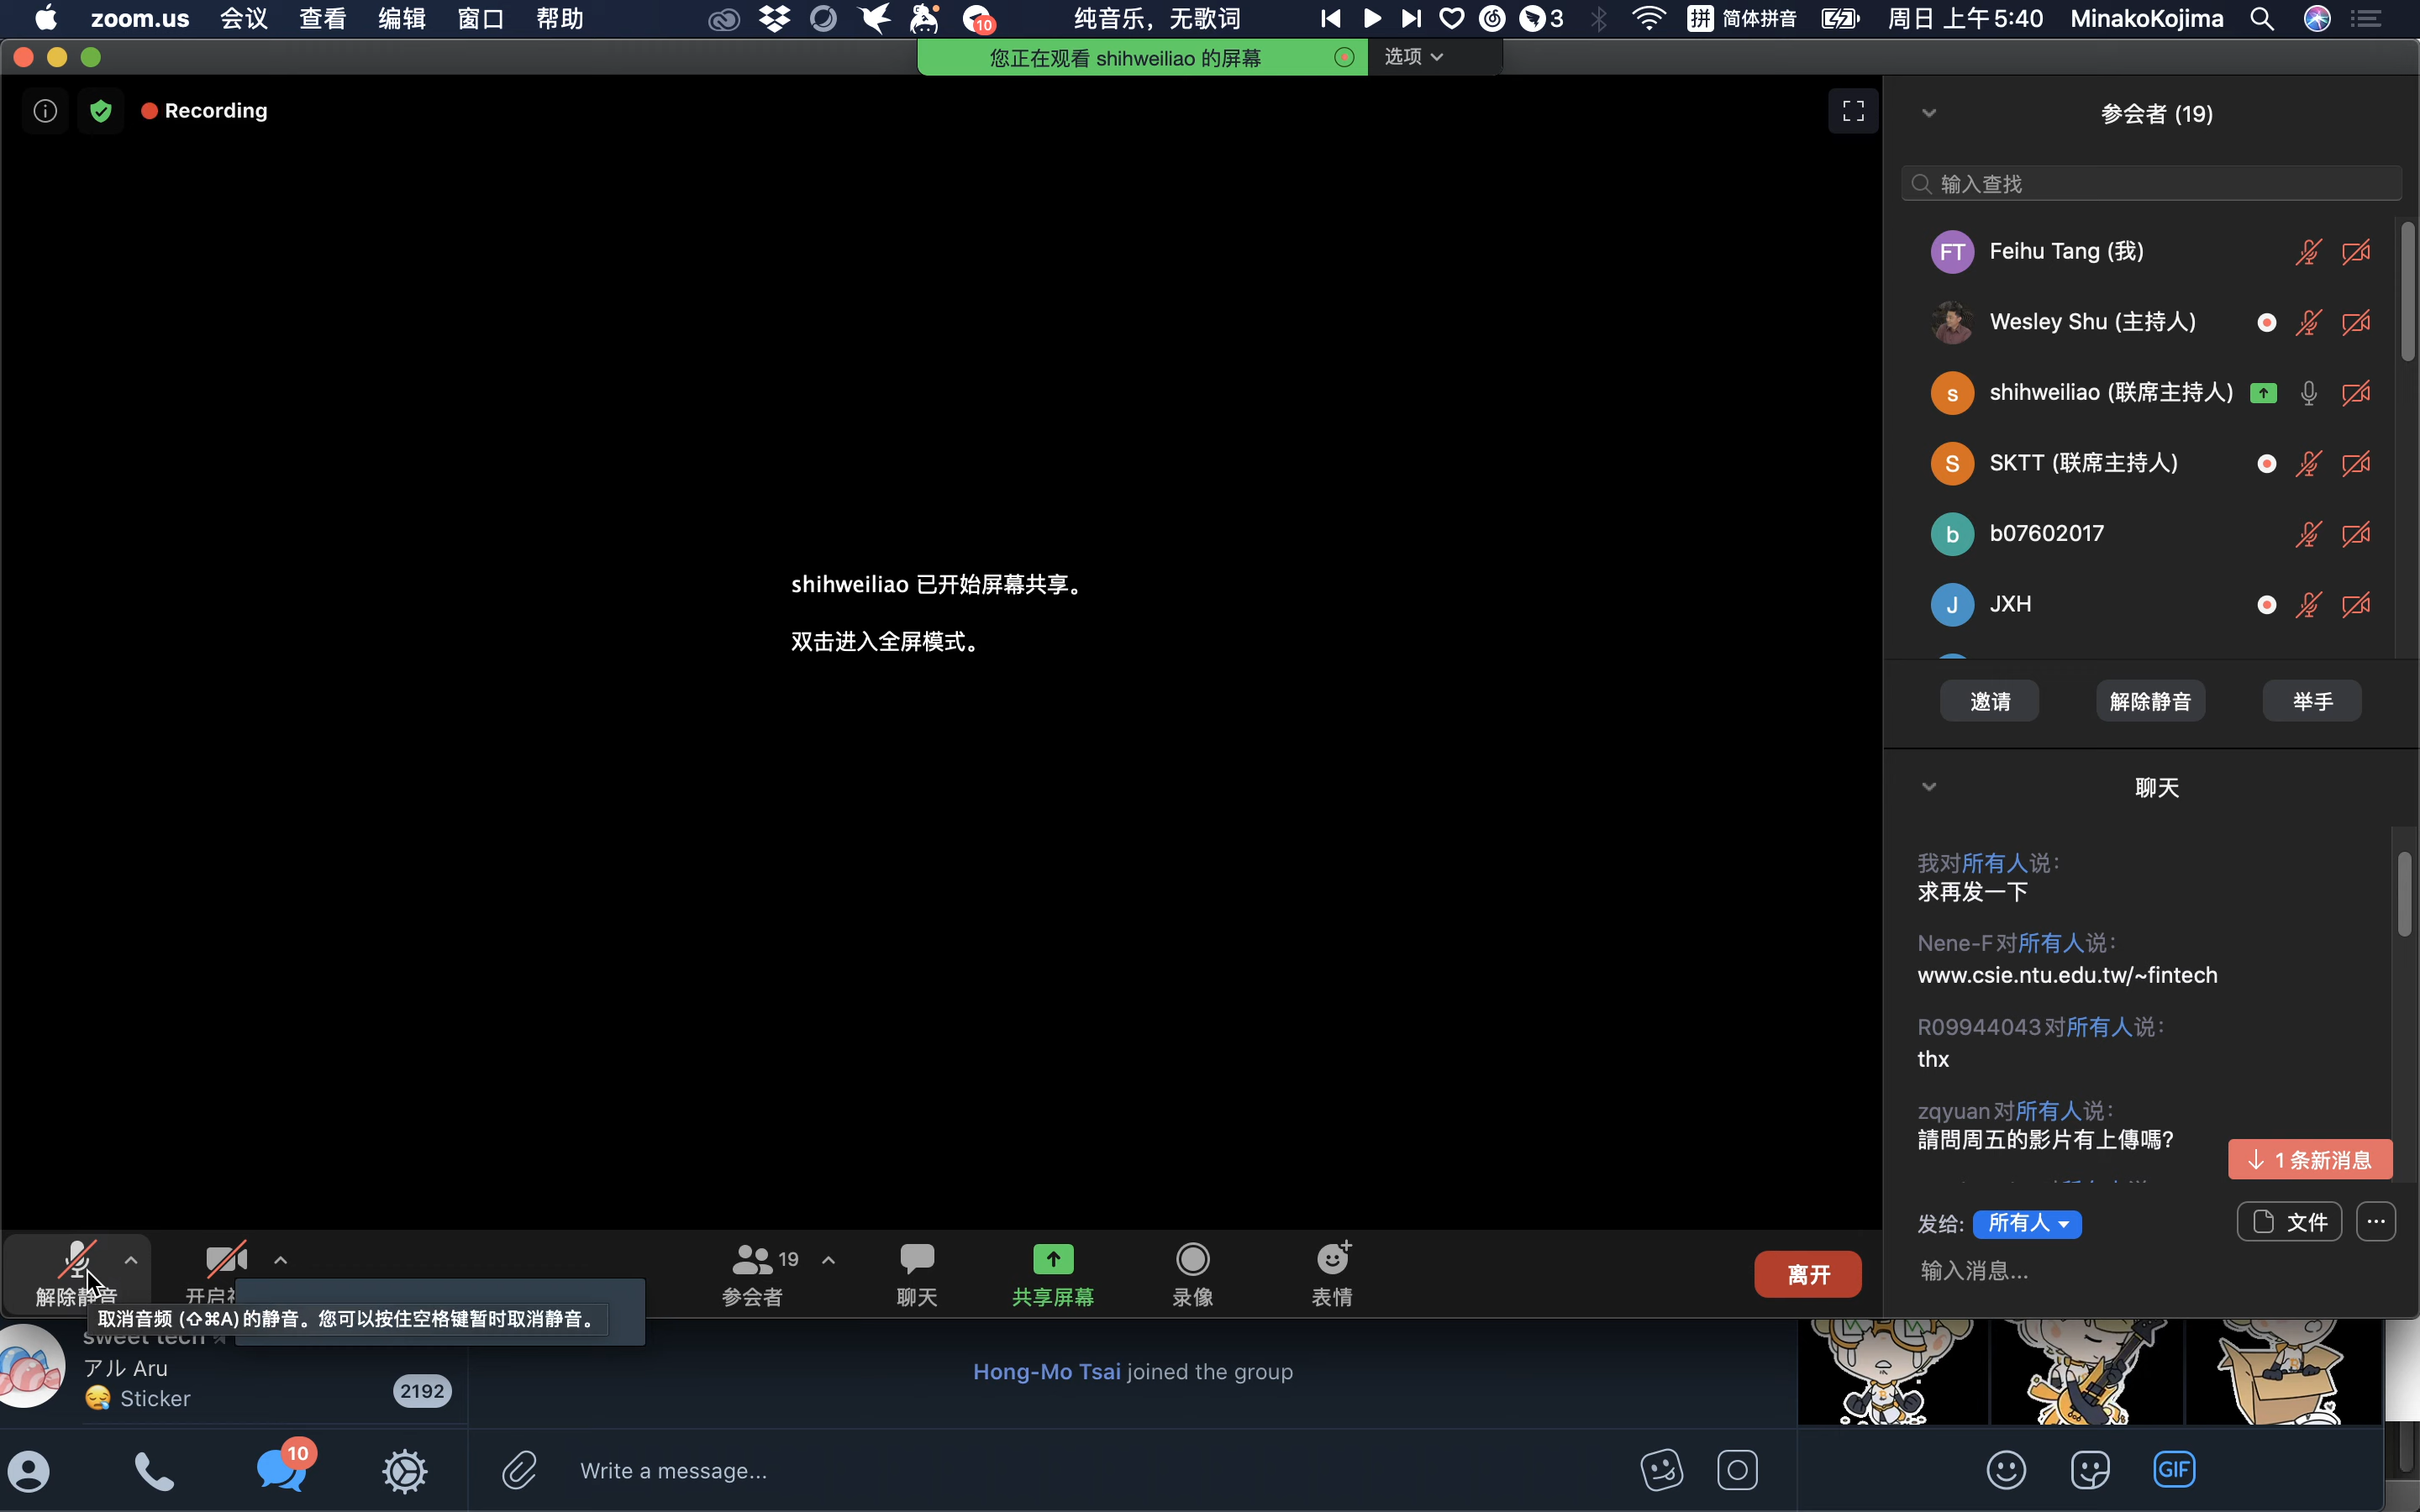 zoom.us 会议 查看 编辑 窗口 帮助 10 纯音乐，无歌词 3 拼 简体拼音 周日 上午5:40 MinakoKojima
您正在观看 shihweiliao 的屏幕 选项
Recording
shihweiliao 已开始屏幕共享。
双击进入全屏模式。
参会者 (19)
输入查找
FT Feihu Tang (我)
Wesley Shu (主持人)
s shihweiliao (联席主持人)
S SKTT (联席主持人)
b b07602017
J JXH
邀请 解除静音 举手
聊天
我对所有人说：
求再发一下
Nene-F对所有人说：
www.csie.ntu.edu.tw/~fintech
R09944043对所有人说：
thx
zqyuan对所有人说：
請問周五的影片有上傳嗎?
1 条新消息
发给: 所有人 文件
输入消息...
解除静音 开启 19 参会者 聊天 共享屏幕 录像 表情 离开
取消音频 (⇧⌘A) 的静音。您可以按住空格键暂时取消静音。
sweet tech
アル Aru
Sticker 2192
Hong-Mo Tsai joined the group
10 Write a message... GIF